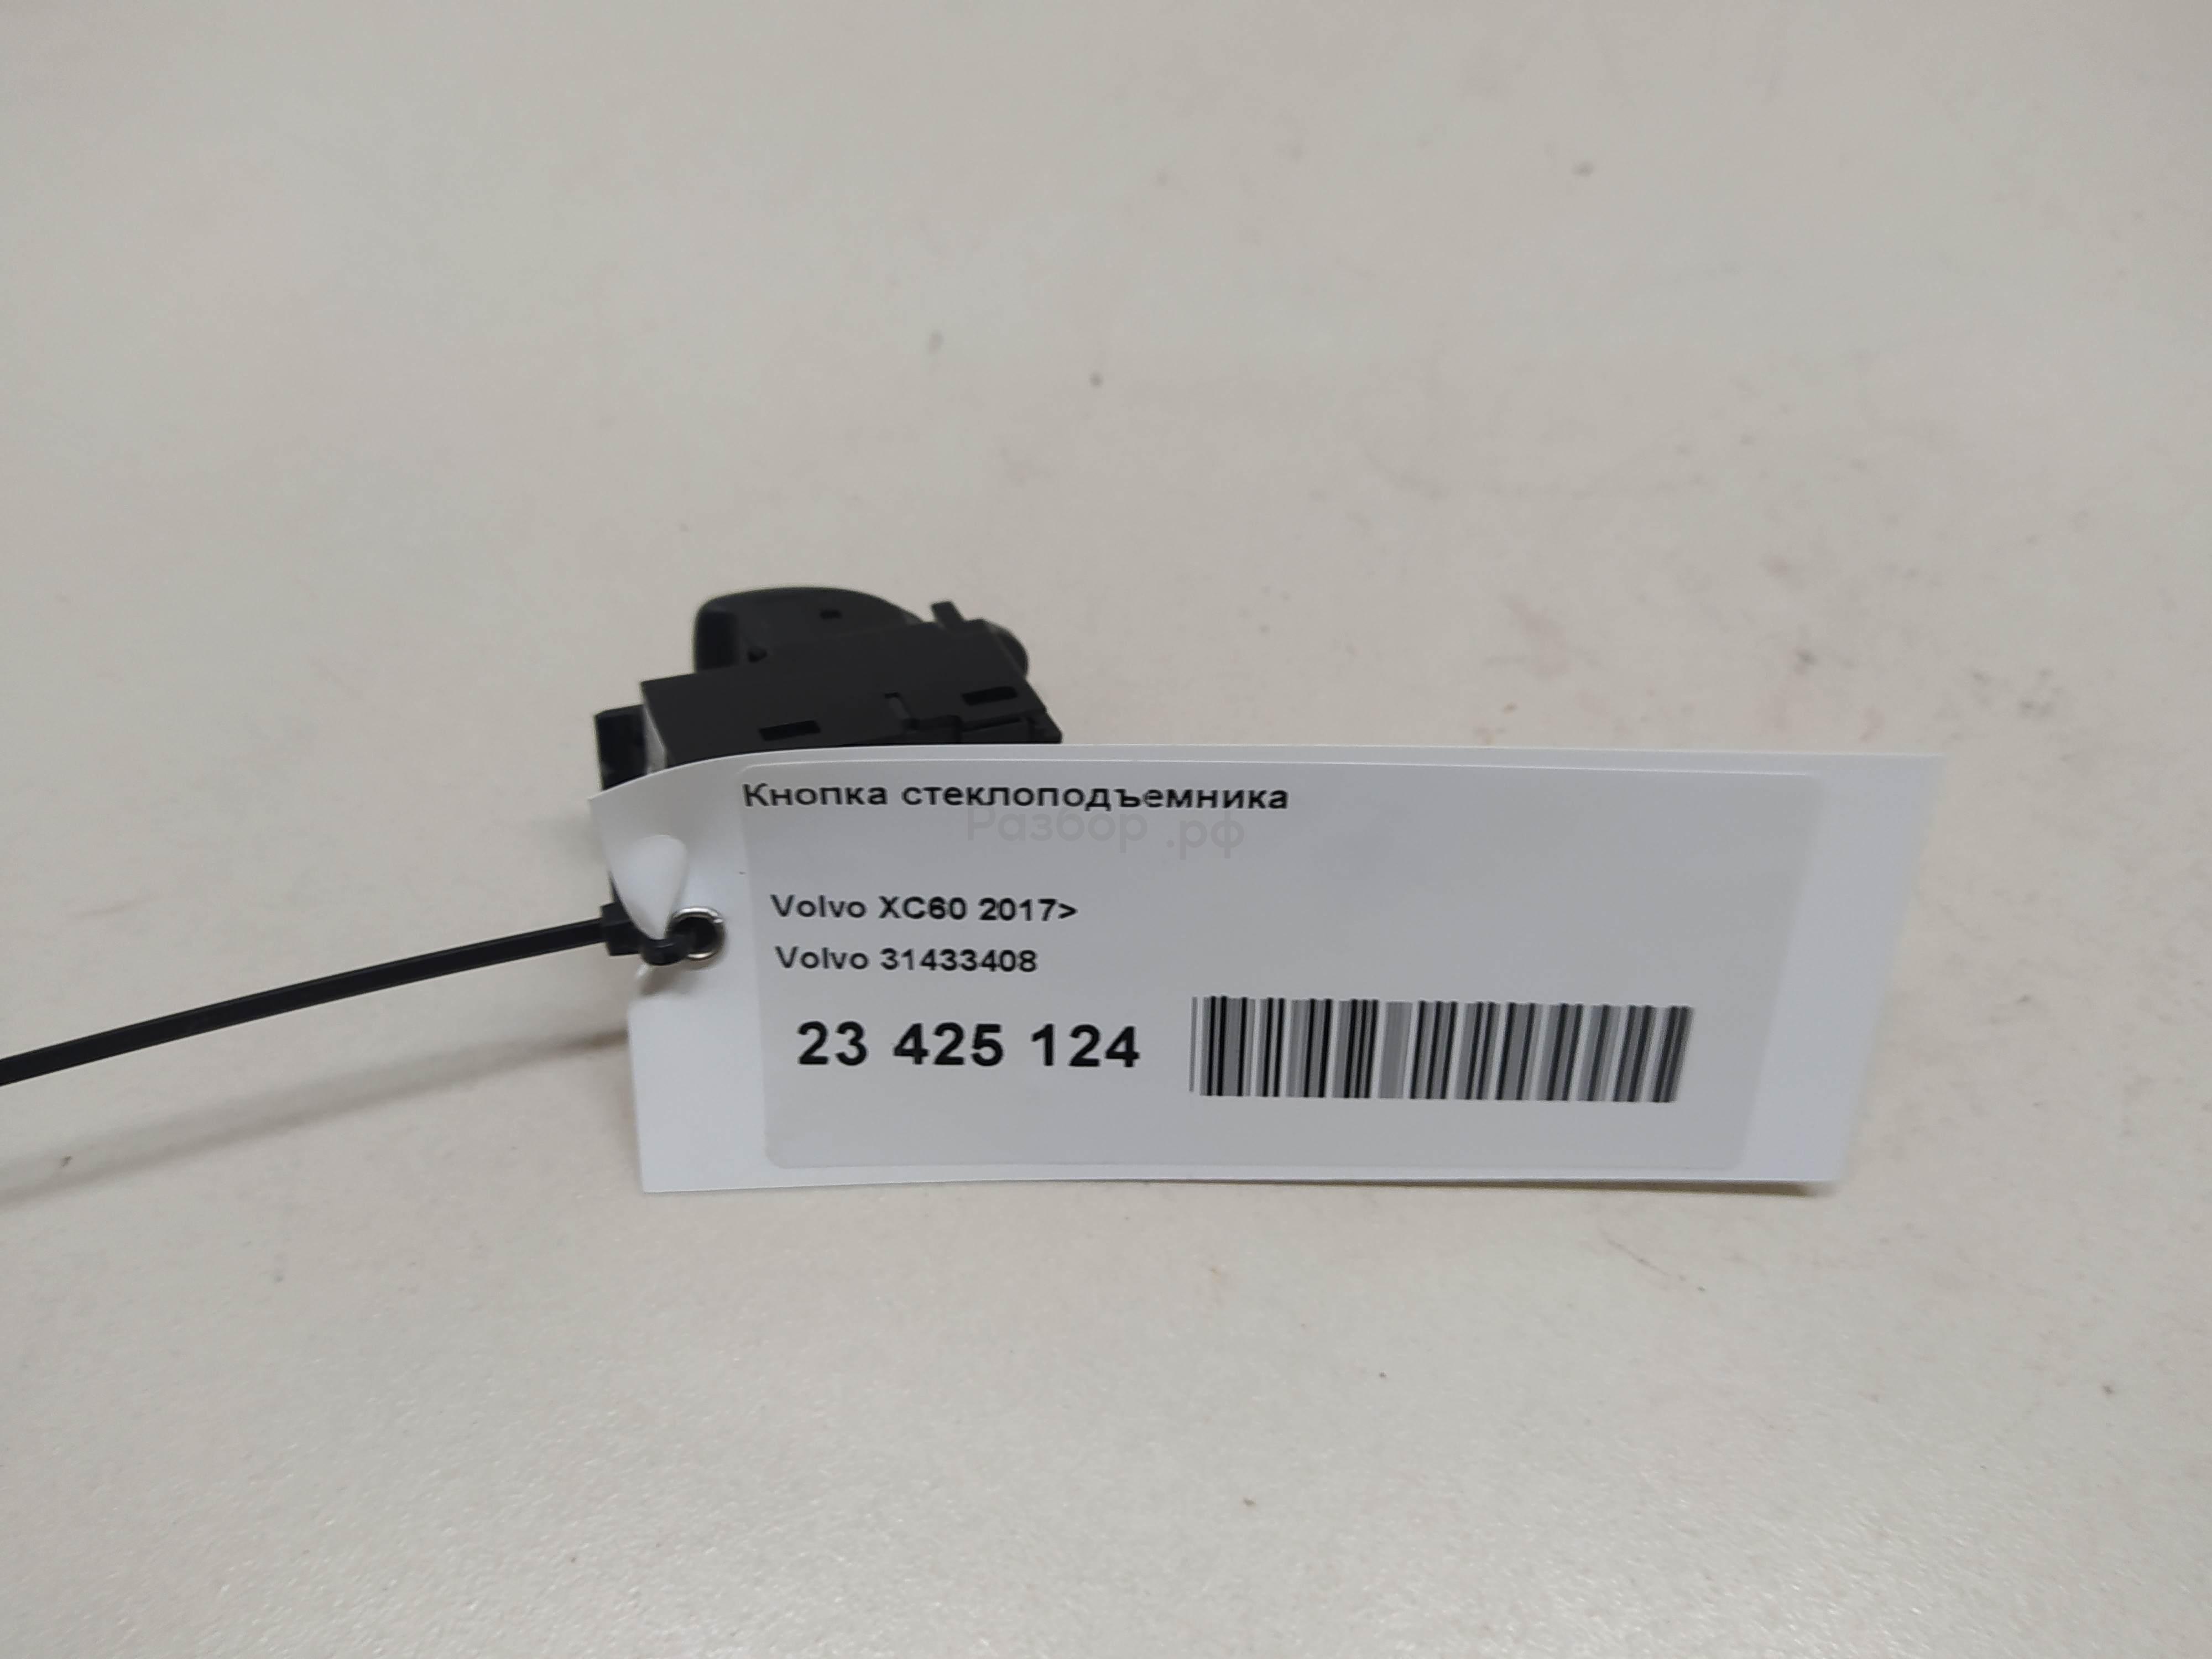 Кнопка стеклоподъемника
Разбор.рф
Volvo XC60 2017>
Volvo 31433408
23 425 124